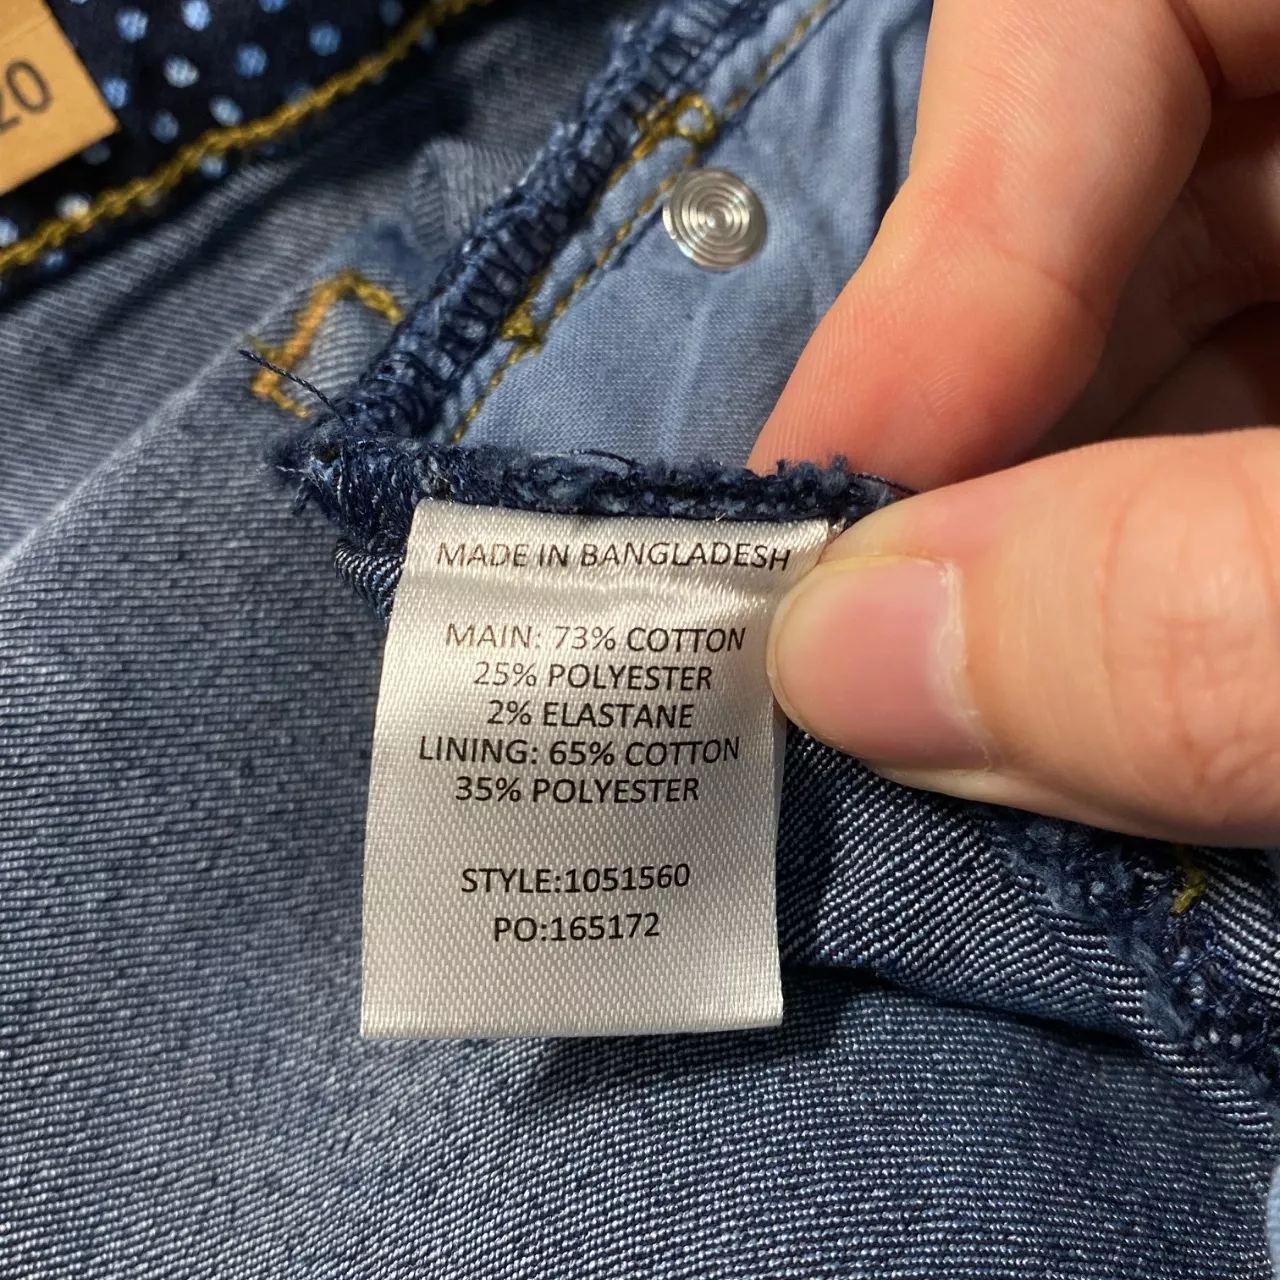 20
MADE IN BANGLADESH
MAIN: 73% COTTON
25% POLYESTER
2% ELASTANE
LINING: 65% COTTON
35% POLYESTER
STYLE:1051560
PO:165172